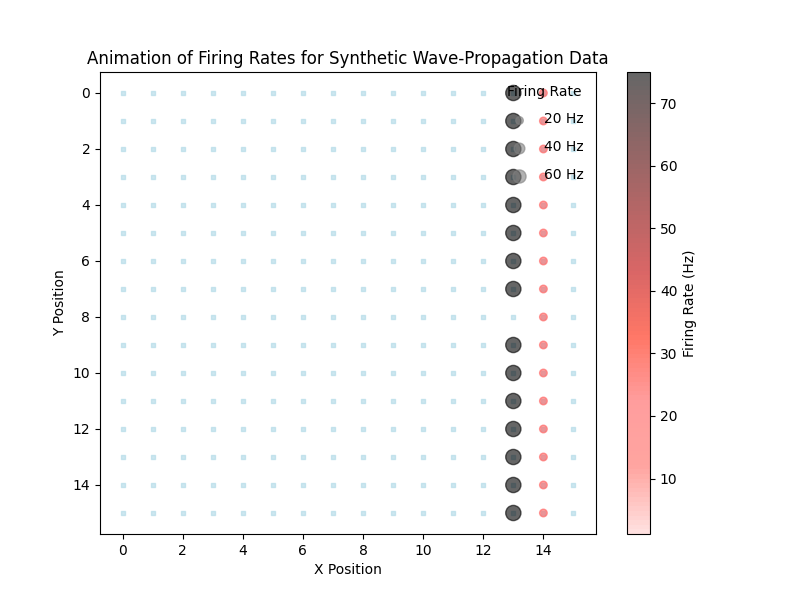 Animation of Firing Rates for Synthetic Wave-Propagation Data
Firing Rate
20 Hz
40 Hz
60 Hz
0
2
4
6
8
10
12
14
Y Position
0
2
4
6
8
10
12
14
X Position
70
60
50
40
30
20
10
Firing Rate (Hz)